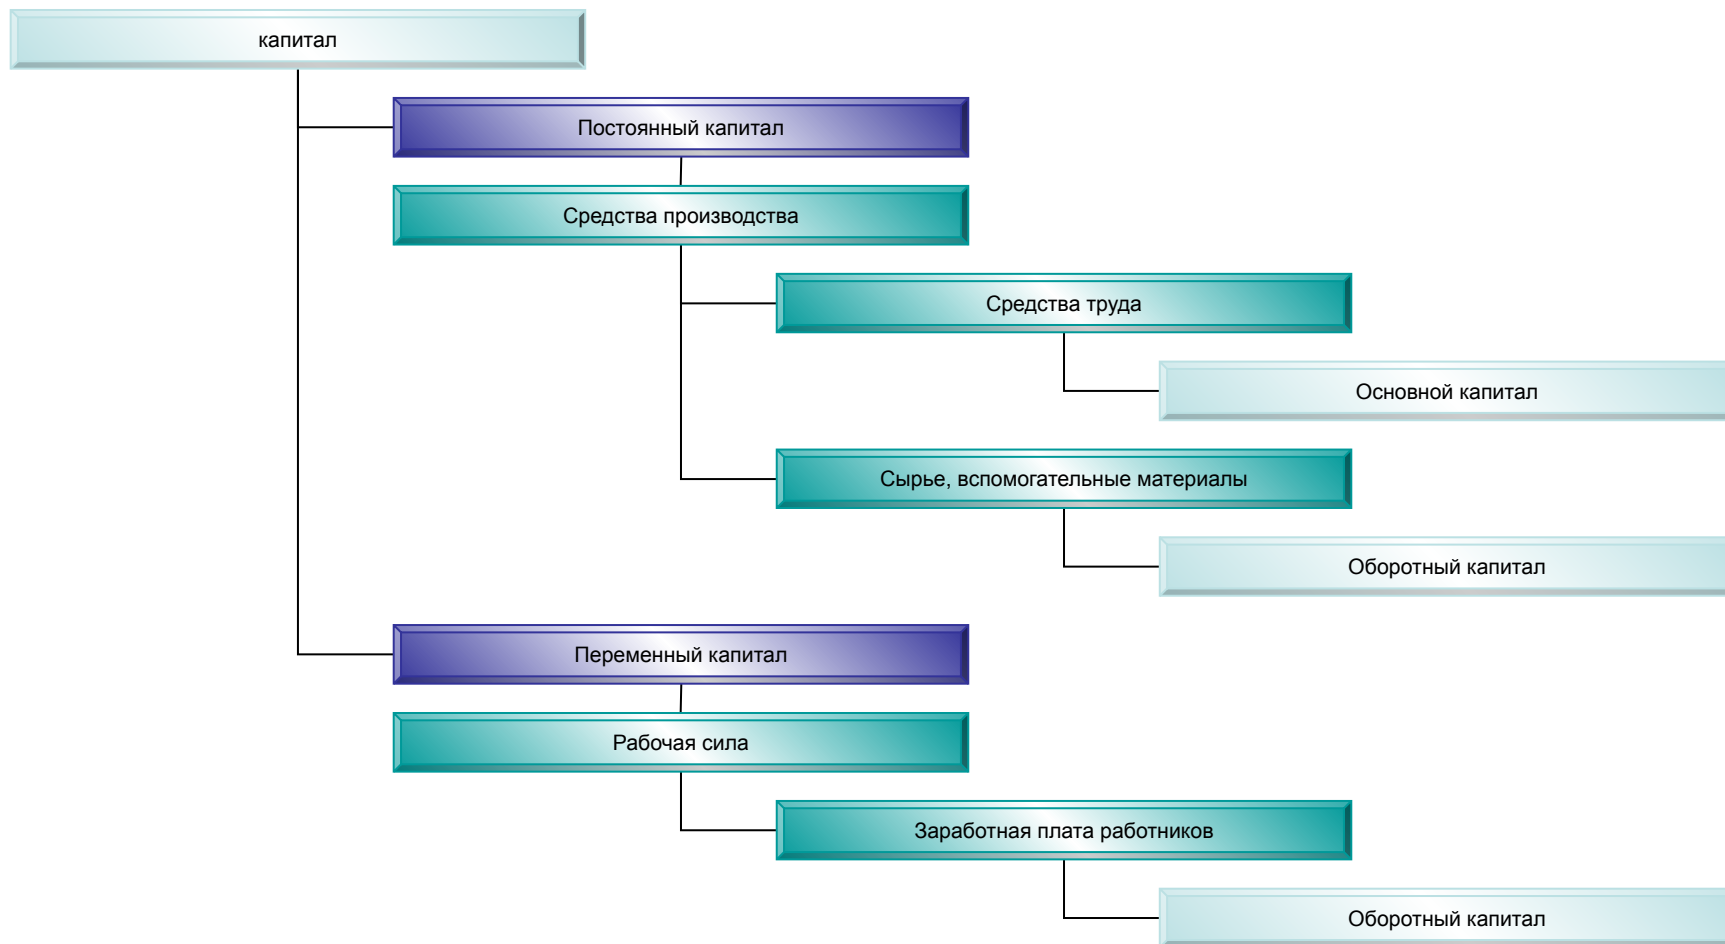 капитал
Постоянный капитал
Средства производства
Средства труда
Основной капитал
Сырье, вспомогательные материалы
Оборотный капитал
Переменный капитал
Рабочая сила
Заработная плата работников
Оборотный капитал